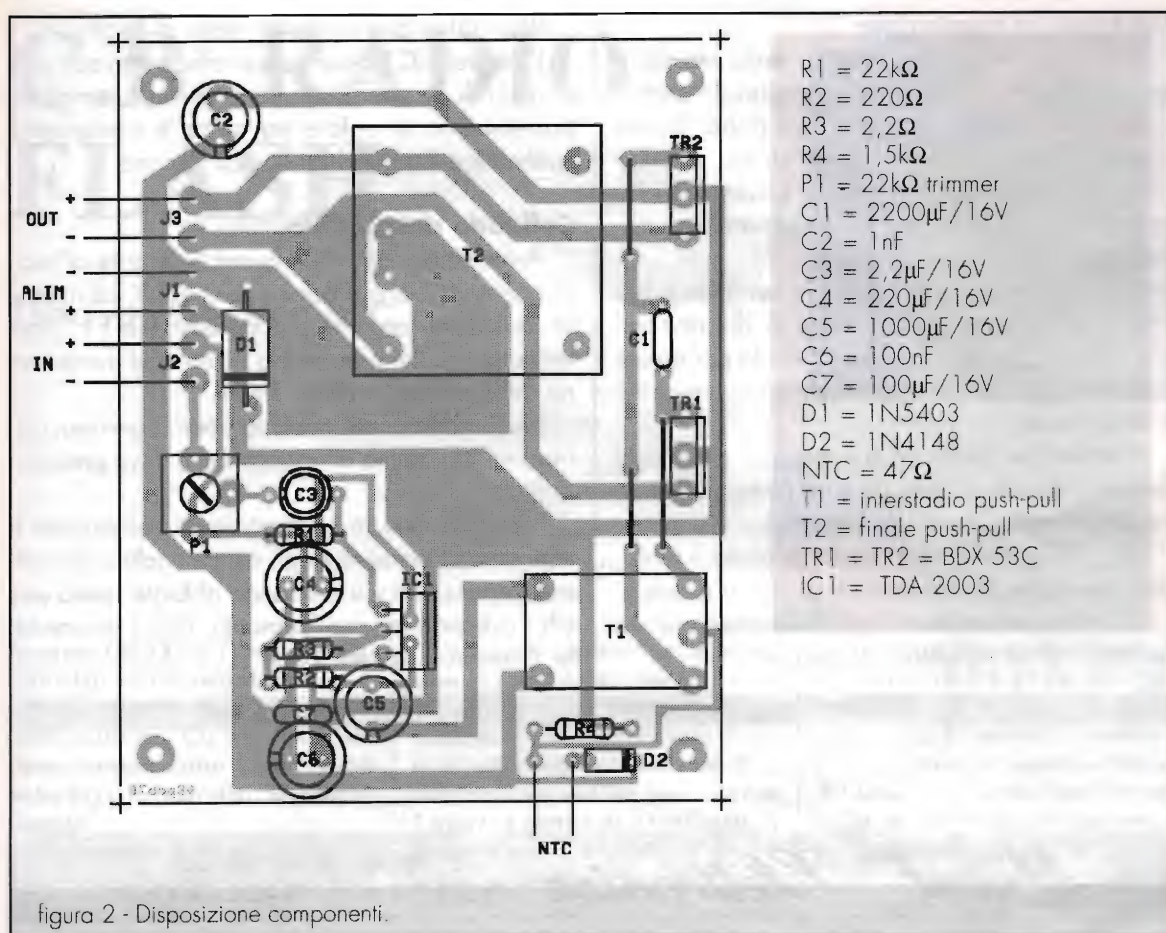 C2
TR2
OUT
+
-
J3
T2
-
ALIM
J1
+
D1
+
IN
J2
-
C1
TR1
P1
C3
R1
C4
IC1
R3
R2
C7
C5
C6
T1
R4
D2
NTC
R1 = 22kΩ
R2 = 220Ω
R3 = 2,2Ω
R4 = 1,5kΩ
P1 = 22kΩ trimmer
C1 = 2200µF/16V
C2 = 1nF
C3 = 2,2µF/16V
C4 = 220µF/16V
C5 = 1000µF/16V
C6 = 100nF
C7 = 100µF/16V
D1 = 1N5403
D2 = 1N4148
NTC = 47Ω
T1 = interstadio push-pull
T2 = finale push-pull
TR1 = TR2 = BDX 53C
IC1 = TDA 2003
figura 2 - Disposizione componenti.